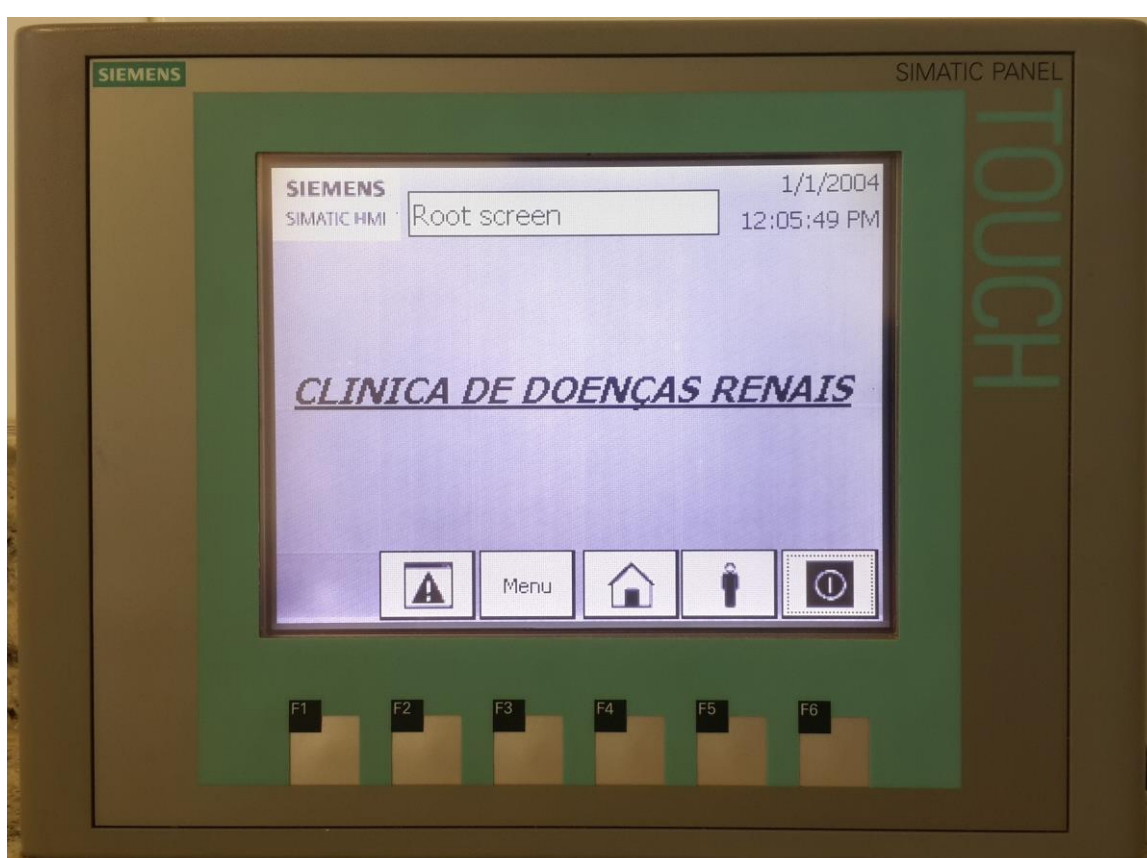 SIEMENS
SIMATIC PANEL
TOUCH
SIEMENS
SIMATIC HMI
Root screen
1/1/2004
12:05:49 PM
CLINICA DE DOENÇAS RENAIS
Menu
F1 F2 F3 F4 F5 F6